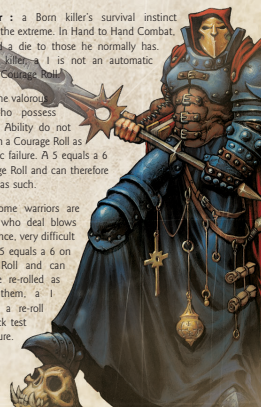 r : a Born killer's survival instinct
the extreme. In Hand to Hand Combat,
a die to those he normally has.
killer, a 1 is not an automatic
Courage Roll.
he valorous
who possess
Ability do not
n a Courage Roll as
ic failure. A 5 equals a 6
ge Roll and can therefore
as such.
ome warriors are
who deal blows
nce, very difficult
5 equals a 6 on
Roll and can
e re-rolled as
them, a 1
a re-roll
ck test
ure.